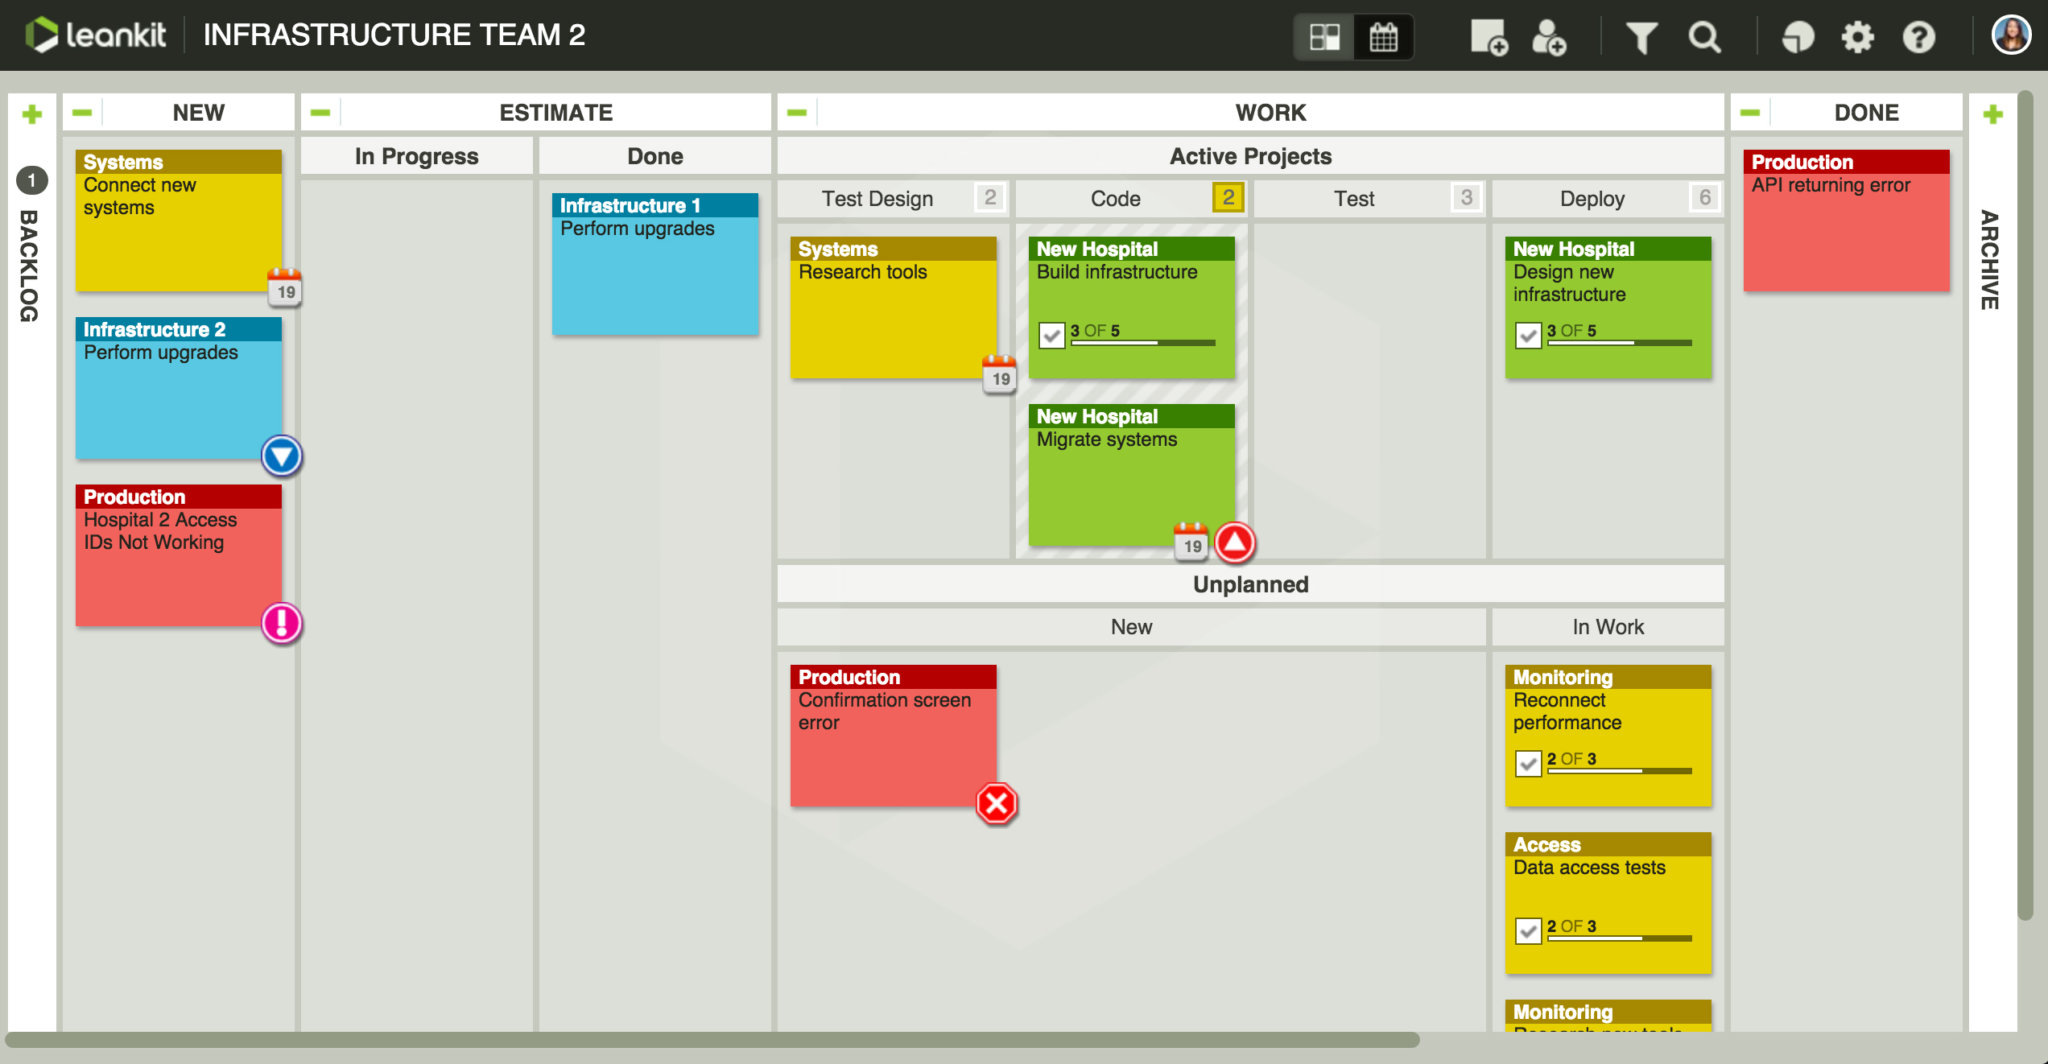 leankit
INFRASTRUCTURE TEAM 2
1
BACKLOG
NEW
Systems
Connect new
systems
19
Infrastructure 2
Perform upgrades
Production
Hospital 2 Access
IDs Not Working
ESTIMATE
In Progress
Done
Infrastructure 1
Perform upgrades
WORK
Active Projects
Test Design 2
Systems
Research tools
19
Code 2
New Hospital
Build infrastructure
3 OF 5
New Hospital
Migrate systems
19
Test 3
Deploy 6
New Hospital
Design new
infrastructure
3 OF 5
Unplanned
New
Production
Confirmation screen
error
In Work
Monitoring
Reconnect
performance
2 OF 3
Access
Data access tests
2 OF 3
Monitoring
DONE
Production
API returning error
ARCHIVE